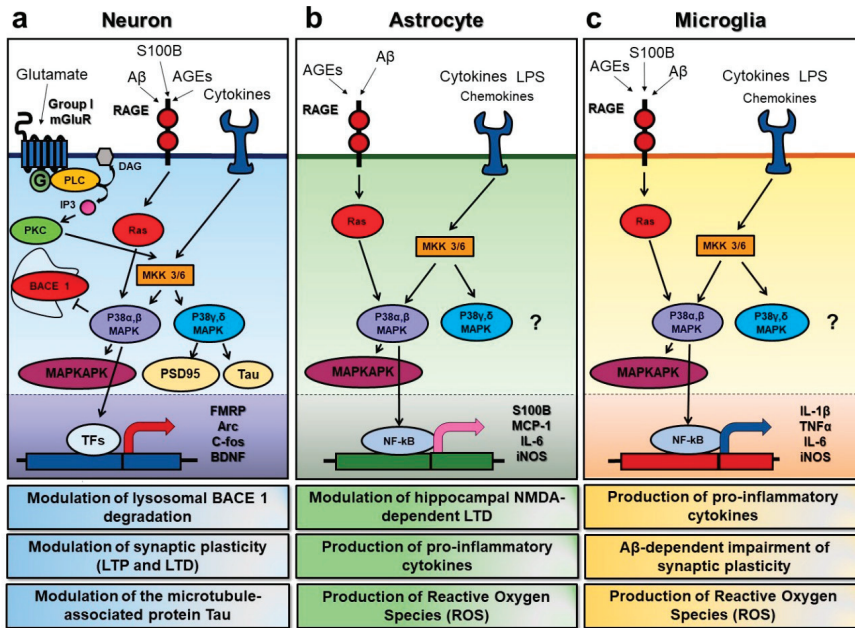 a Neuron
S100B
Aβ AGEs
Glutamate
Cytokines
Group I
mGluR
RAGE
DAG
G PLC
IP3
PKC
Ras
MKK 3/6
BACE 1
P38α,β
MAPK
P38γ,δ
MAPK
MAPKAPK
PSD95
Tau
TFs
FMRP
Arc
C-fos
BDNF
Modulation of lysosomal BACE 1
degradation
Modulation of synaptic plasticity
(LTP and LTD)
Modulation of the microtubule-
associated protein Tau
b Astrocyte
Aβ
AGEs
Cytokines LPS
Chemokines
RAGE
Ras
MKK 3/6
P38α,β
MAPK
P38γ,δ
MAPK
?
MAPKAPK
NF-kB
S100B
MCP-1
IL-6
iNOS
Modulation of hippocampal NMDA-
dependent LTD
Production of pro-inflammatory
cytokines
Production of Reactive Oxygen
Species (ROS)
c Microglia
S100B
AGEs Aβ
Cytokines LPS
Chemokines
RAGE
Ras
MKK 3/6
P38α,β
MAPK
P38γ,δ
MAPK
?
MAPKAPK
NF-kB
IL-1β
TNFα
IL-6
iNOS
Production of pro-inflammatory
cytokines
Aβ-dependent impairment of
synaptic plasticity
Production of Reactive Oxygen
Species (ROS)